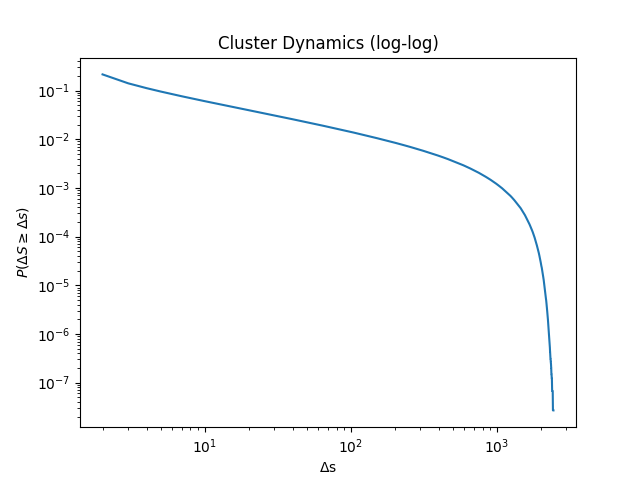 Cluster Dynamics (log-log)
P(ΔS ≥ Δs)
10⁻¹
10⁻²
10⁻³
10⁻⁴
10⁻⁵
10⁻⁶
10⁻⁷
10¹ 10² 10³
Δs